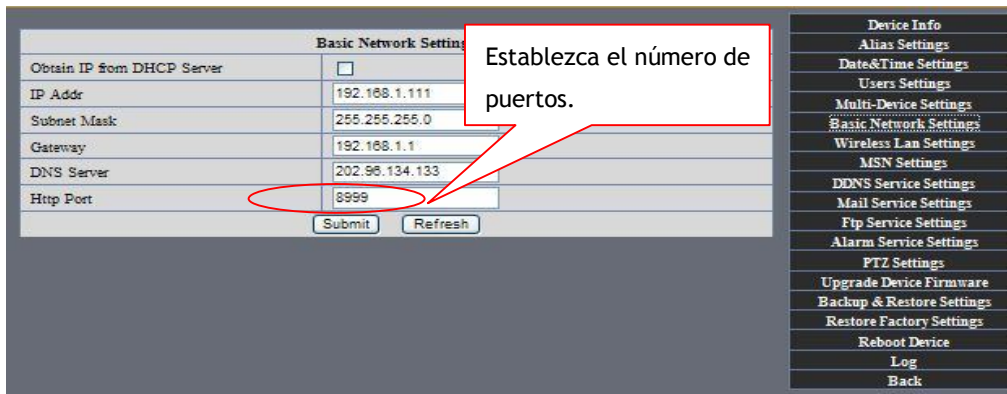 Basic Network Setting
Obtain IP from DHCP Server
IP Addr 192.168.1.111
Subnet Mask 255.255.255.0
Gateway 192.168.1.1
DNS Server 202.96.134.133
Http Port 8999
Submit Refresh
Establezca el número de
puertos.
Device Info
Alias Settings
Date&Time Settings
Users Settings
Multi-Device Settings
Basic Network Settings
Wireless Lan Settings
MSN Settings
DDNS Service Settings
Mail Service Settings
Ftp Service Settings
Alarm Service Settings
PTZ Settings
Upgrade Device Firmware
Backup & Restore Settings
Restore Factory Settings
Reboot Device
Log
Back